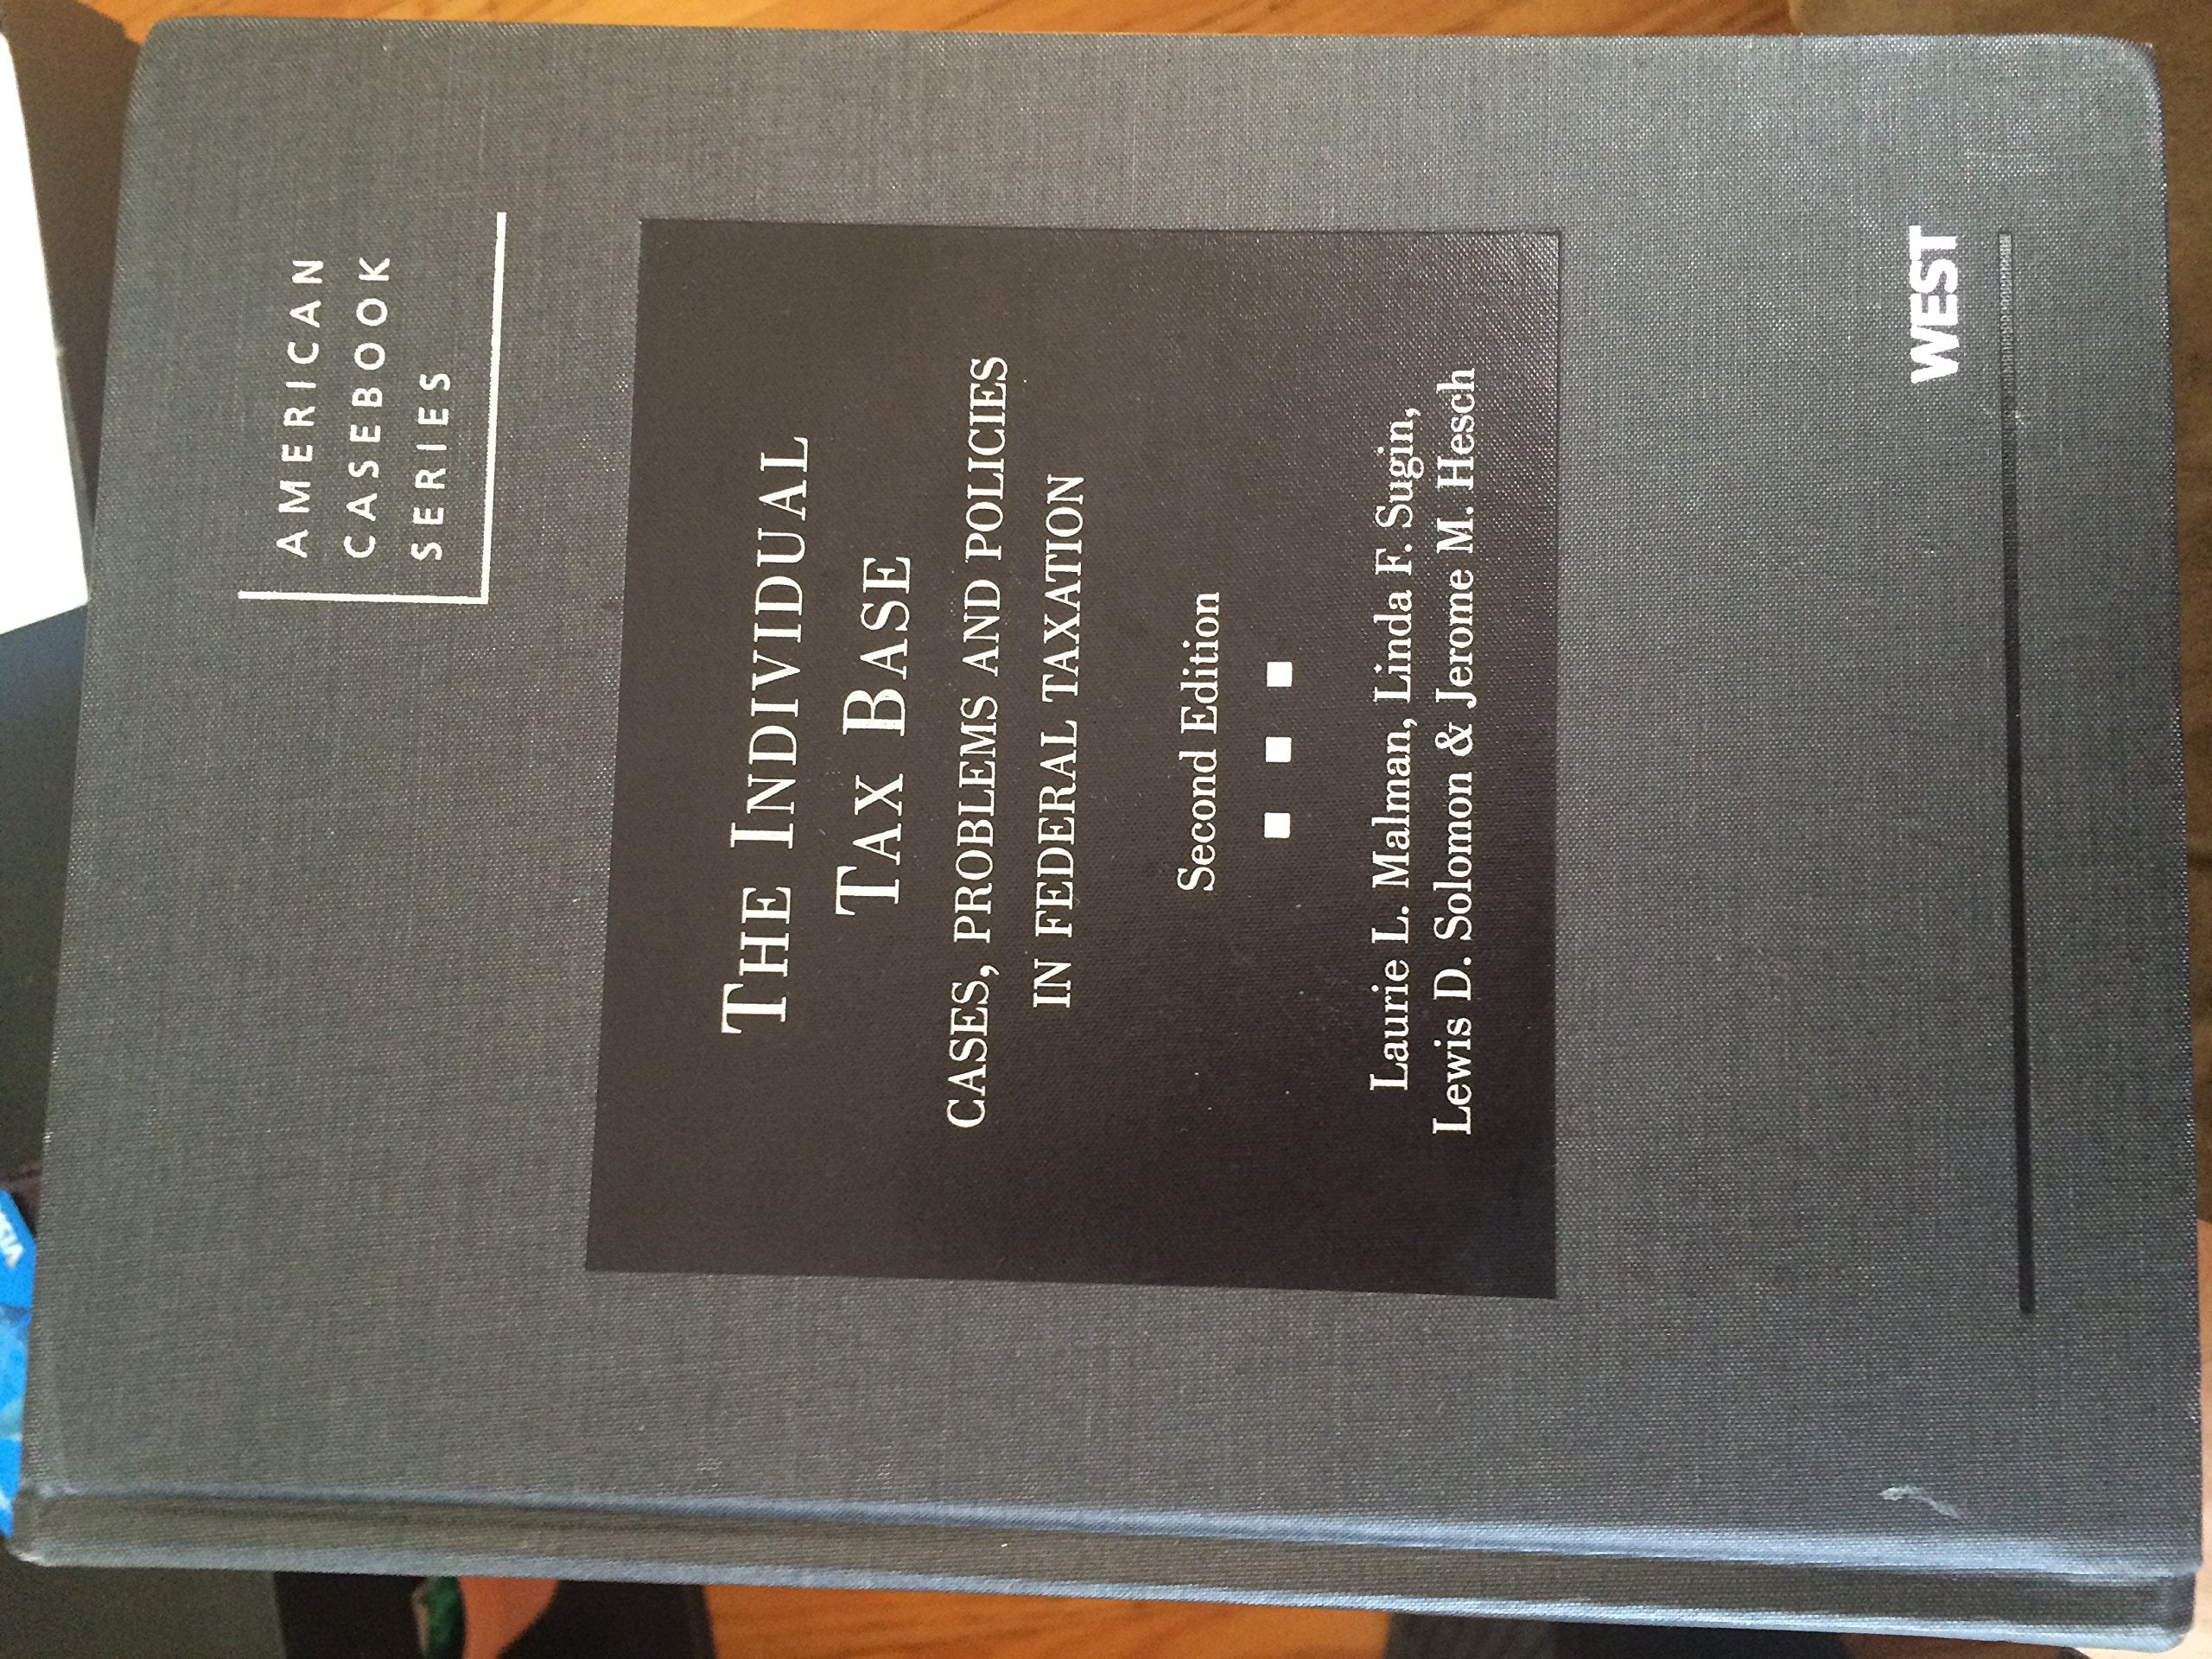 AMERICAN
CASEBOOK
SERIES
THE INDIVIDUAL
TAX BASE
CASES, PROBLEMS AND POLICIES
IN FEDERAL TAXATION
Second Edition
Laurie L. Malman, Linda F. Sugin,
Lewis D. Solomon & Jerome M. Hesch
WEST
VISA